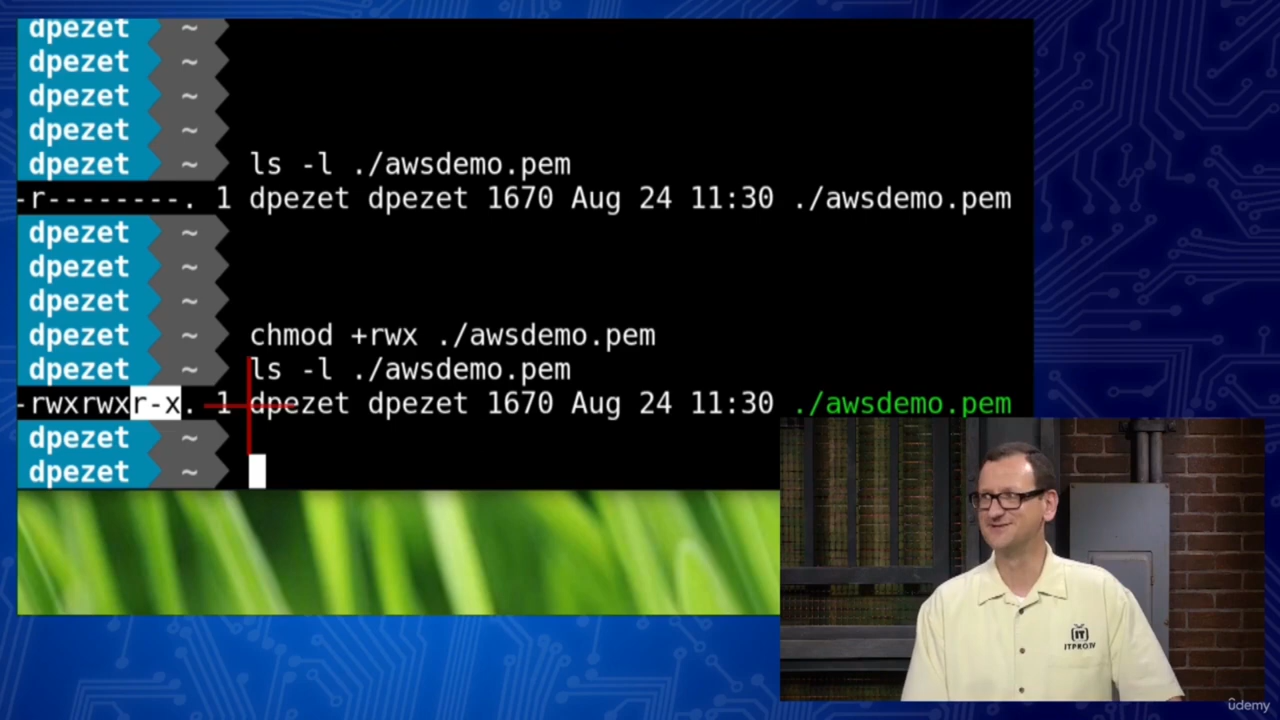 dpezet ~
dpezet ~
dpezet ~
dpezet ~
dpezet ~ ls -l ./awsdemo.pem
-r--------. 1 dpezet dpezet 1670 Aug 24 11:30 ./awsdemo.pem
dpezet ~
dpezet ~
dpezet ~
dpezet ~ chmod +rwx ./awsdemo.pem
dpezet ~ ls -l ./awsdemo.pem
-rwxrwxr-x. 1 dpezet dpezet 1670 Aug 24 11:30 ./awsdemo.pem
dpezet ~
dpezet ~
IT
ITPRO.TV
udemy